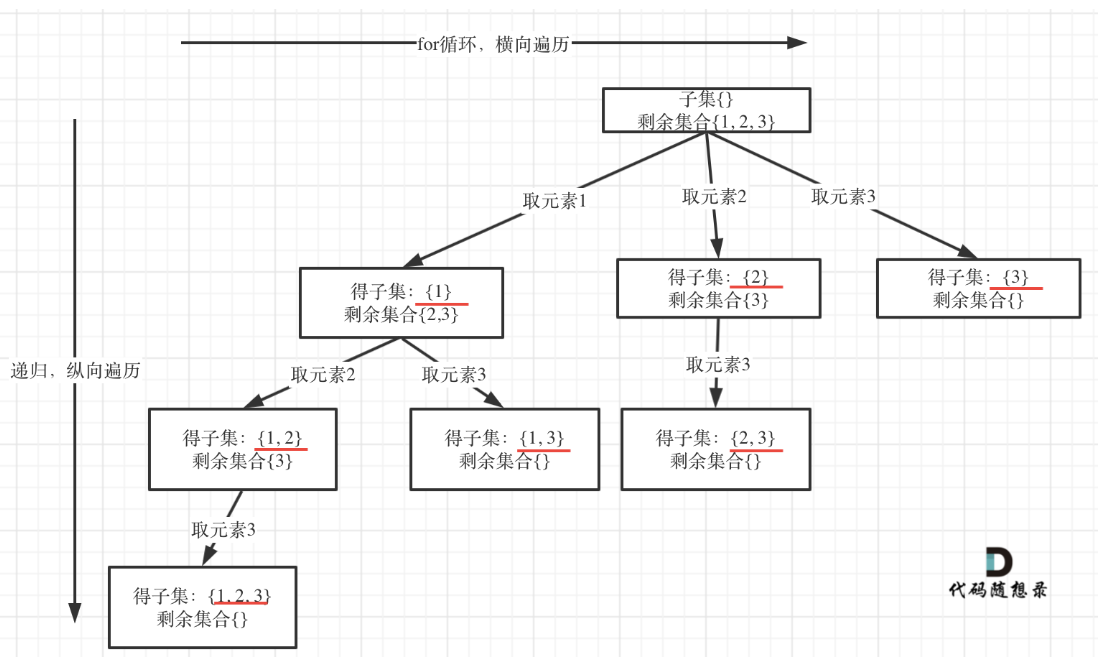 for循环，横向遍历
子集{}
剩余集合{1, 2, 3}
取元素1
取元素2
取元素3
得子集：{1}
剩余集合{2,3}
得子集：{2}
剩余集合{3}
得子集：{3}
剩余集合{}
递归，纵向遍历
取元素2
取元素3
取元素3
得子集：{1, 2}
剩余集合{3}
得子集：{1, 3}
剩余集合{}
得子集：{2, 3}
剩余集合{}
取元素3
得子集：{1, 2, 3}
剩余集合{}
代码随想录